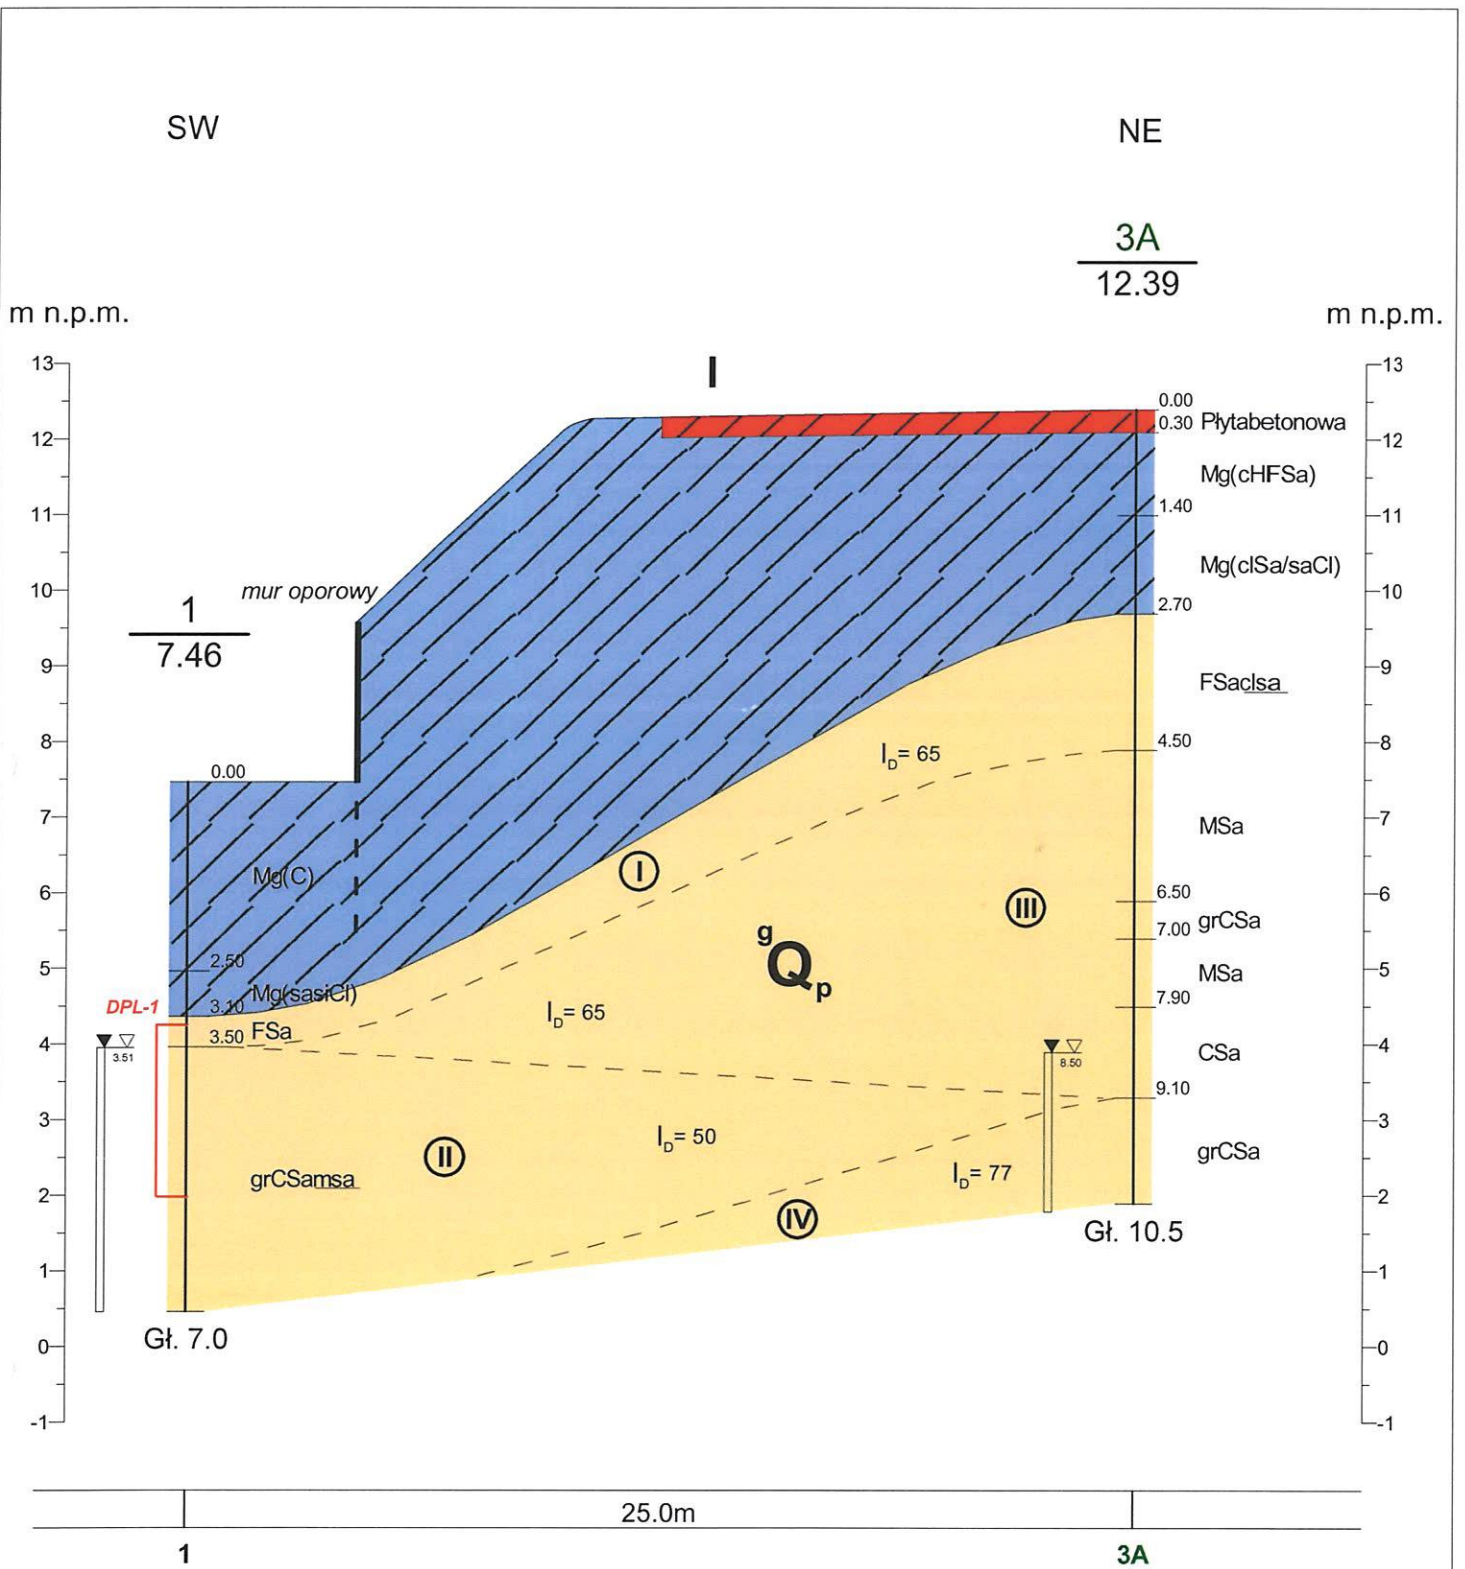 SW
NE
3A
12.39
m n.p.m.
m n.p.m.
I
13
12
11
10
9
8
7
6
5
4
3
2
1
0
-1
13
12
11
10
9
8
7
6
5
4
3
2
1
0
-1
1
7.46
mur oporowy
0.00
Mg(C)
2.50
Mg(sasiCl)
3.10
FSa
3.50
DPL-1
3.51
grCSamsa
Gł. 7.0
0.00
0.30 Płytabetonowa
Mg(cHFSa)
1.40
Mg(clSa/saCl)
2.70
FSaclsa
4.50
MSa
6.50
grCSa
7.00
MSa
7.90
CSa
8.50
9.10
grCSa
Gł. 10.5
I_D= 65
I
III
g Q p
I_D= 65
I_D= 50
II
I_D= 77
IV
25.0m
1
3A